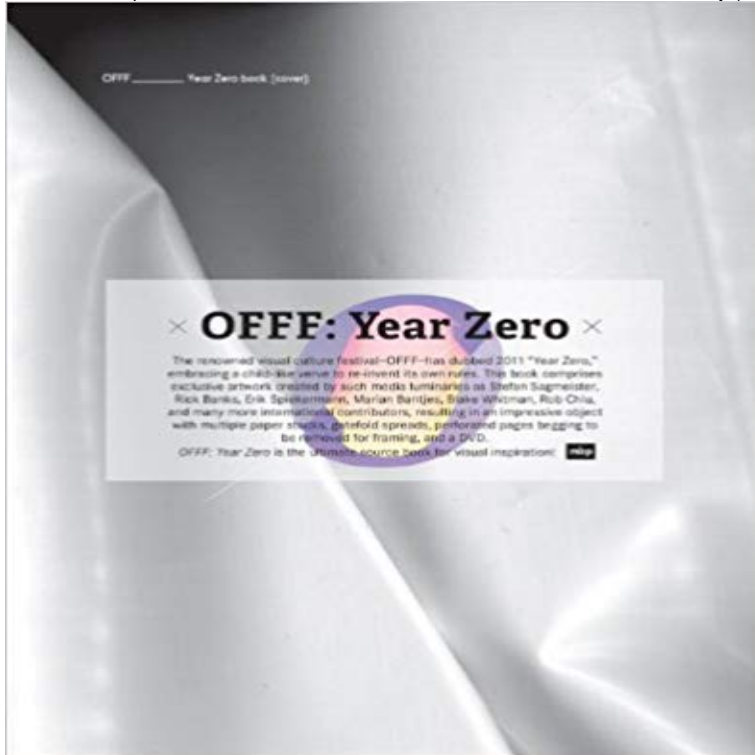 OFFF_______ Year Zero book (cover)
× OFFF: Year Zero ×
The renowned visual culture festival—OFFF—has dubbed 2011 "Year Zero,"
embracing a child-like verve to re-invent its own rules. This book comprises
exclusive artwork created by such media luminaries as Stefan Sagmeister,
Rick Banks, Erik Spiekermann, Marian Bantjes, Blake Whitman, Rob Chiu,
and many more international contributors, resulting in an impressive object
with multiple paper stocks, gatefold spreads, perforated pages begging to
be removed for framing, and a DVD.
OFFF: Year Zero is the ultimate source book for visual inspiration!